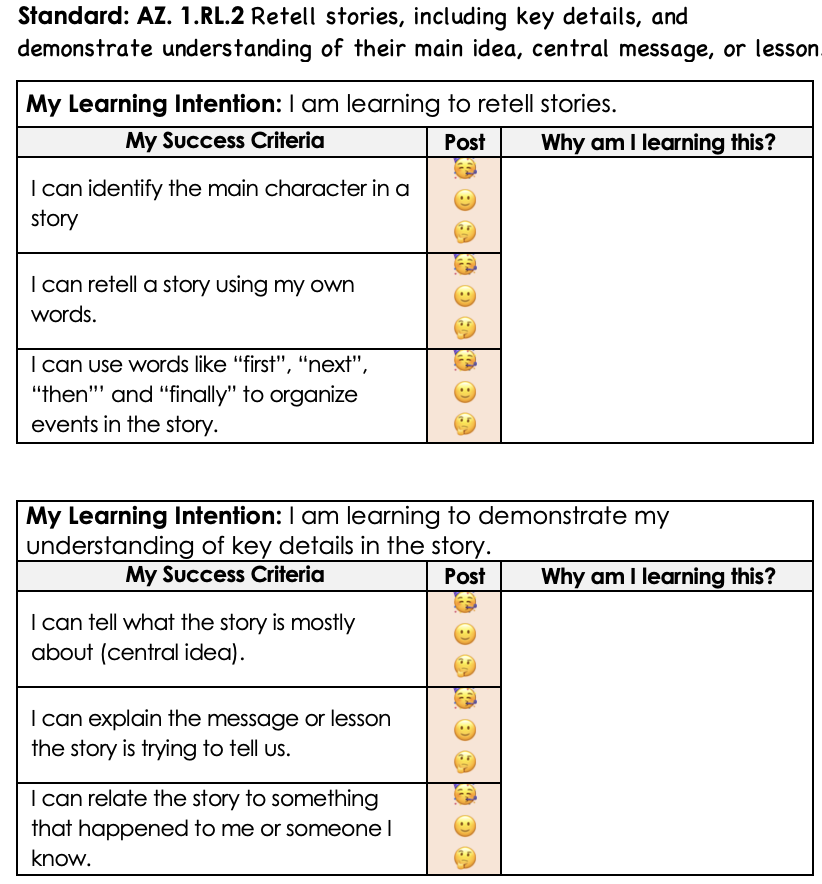 Standard: AZ. 1.RL.2 Retell stories, including key details, and
demonstrate understanding of their main idea, central message, or lesson.
My Learning Intention: I am learning to retell stories.
My Success Criteria
Post
Why am I learning this?
I can identify the main character in a
story
I can retell a story using my own
words.
I can use words like “first”, “next”,
“then”’ and “finally” to organize
events in the story.
My Learning Intention: I am learning to demonstrate my
understanding of key details in the story.
My Success Criteria
Post
Why am I learning this?
I can tell what the story is mostly
about (central idea).
I can explain the message or lesson
the story is trying to tell us.
I can relate the story to something
that happened to me or someone I
know.